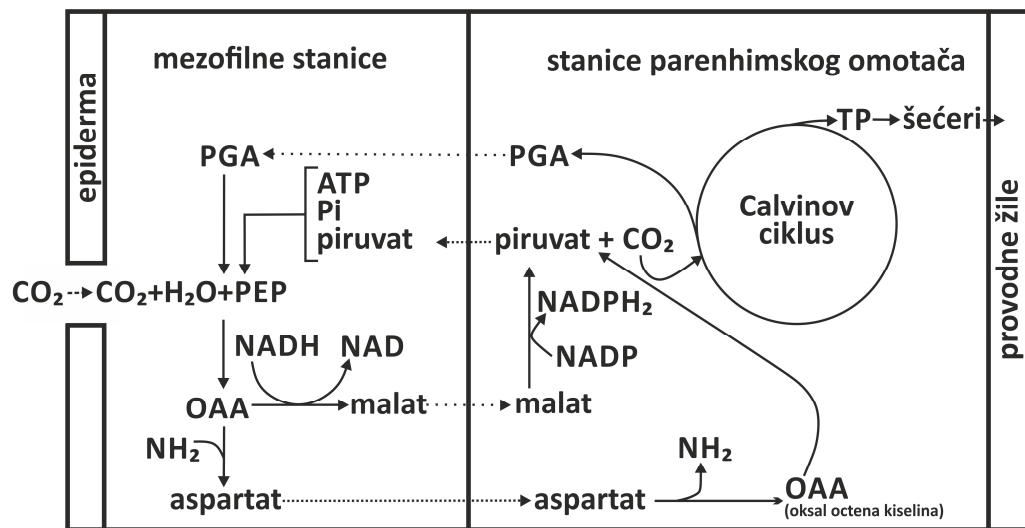 epiderma
mezofilne stanice
stanice parenhimskog omotača
provodne žile
TP
šećeri
PGA
PGA
ATP
Pi
piruvat
piruvat + CO₂
Calvinov
ciklus
CO₂
CO₂+H₂O+PEP
NADPH₂
NADP
NADH
NAD
OAA
malat
malat
NH₂
NH₂
aspartat
aspartat
OAA
(oksal octena kiselina)